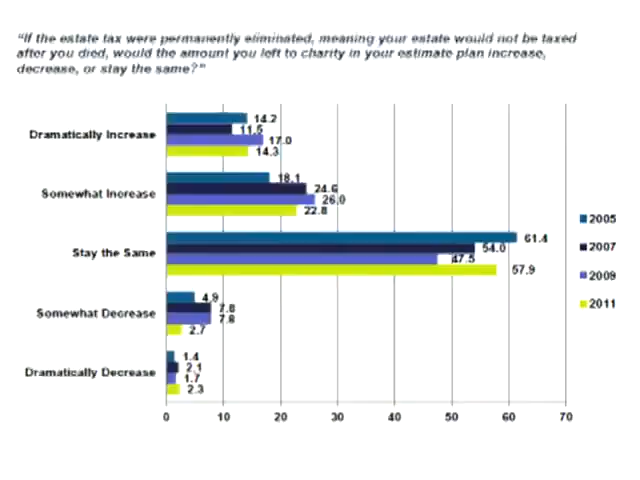 "If the estate tax were permanently eliminated, meaning your estate would not be taxed
after you died, would the amount you left to charity in your estimate plan increase,
decrease, or stay the same?"
Dramatically Increase
14.2
11.5
17.0
14.3
Somewhat Increase
18.1
24.6
26.0
22.8
Stay the Same
61.4
54.0
47.5
57.9
Somewhat Decrease
4.9
7.8
7.8
2.7
Dramatically Decrease
1.4
2.1
1.7
2.3
0 10 20 30 40 50 60 70
2005
2007
2009
2011